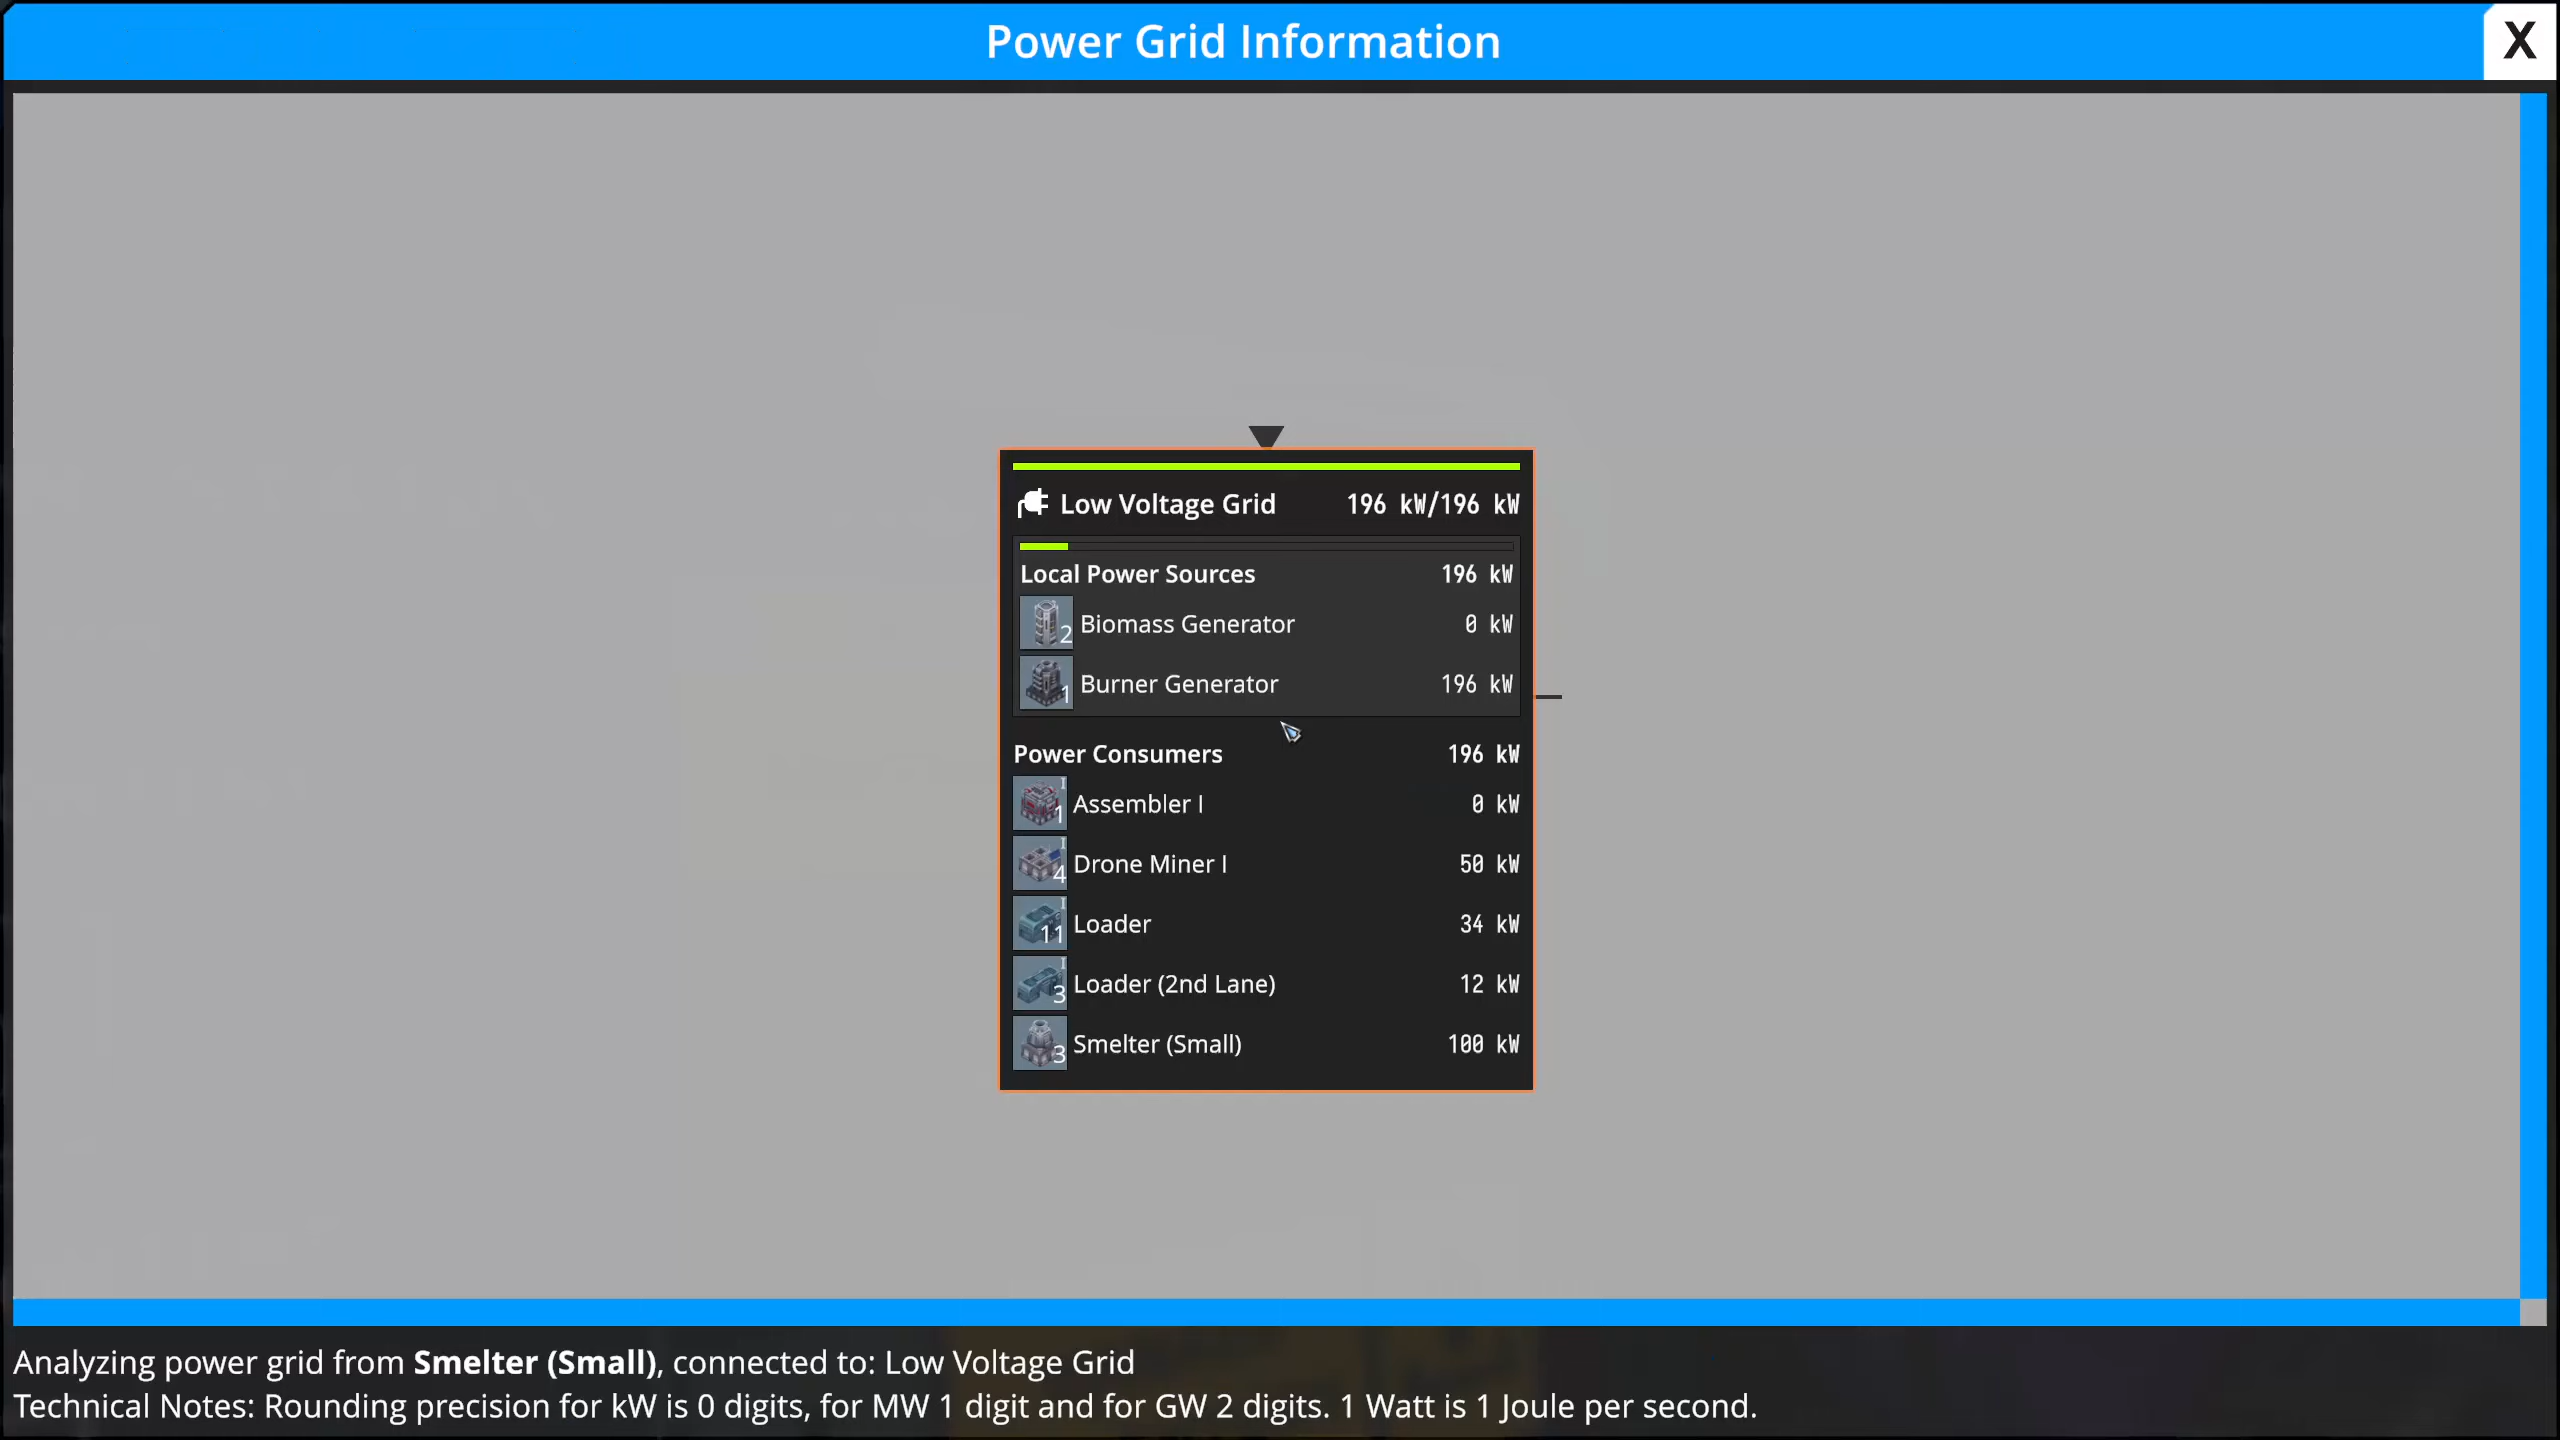 Power Grid Information
X
Low Voltage Grid 196 kW/196 kW
Local Power Sources 196 kW
2 Biomass Generator 0 kW
1 Burner Generator 196 kW
Power Consumers 196 kW
I 1 Assembler I 0 kW
I 4 Drone Miner I 50 kW
I 11 Loader 34 kW
I 3 Loader (2nd Lane) 12 kW
3 Smelter (Small) 100 kW
Analyzing power grid from Smelter (Small), connected to: Low Voltage Grid
Technical Notes: Rounding precision for kW is 0 digits, for MW 1 digit and for GW 2 digits. 1 Watt is 1 Joule per second.